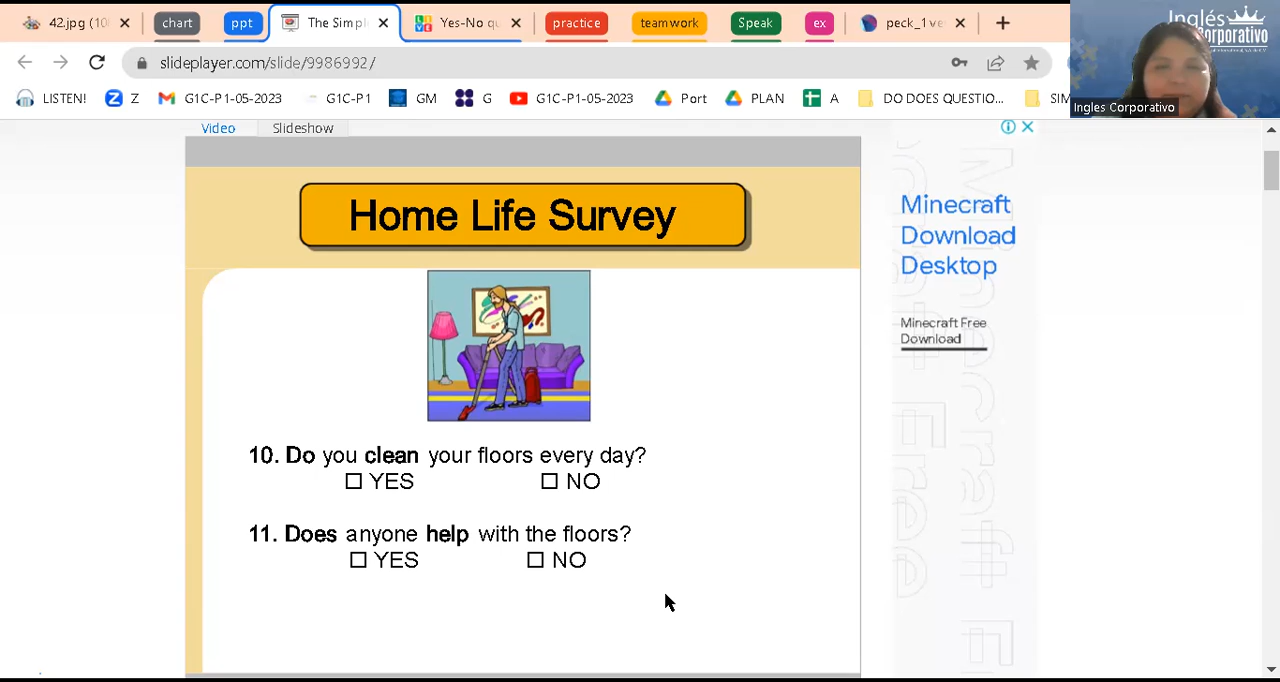 42.jpg (10
chart
ppt
The Simpl
Yes-No qu
practice
teamwork
Speak
ex
peck_1 ve
slideplayer.com/slide/9986992/
LISTEN!
Z
G1C-P1-05-2023
G1C-P1
GM
G
G1C-P1-05-2023
Port
PLAN
A
DO DOES QUESTIO...
SIM
Inglés
Corporativo
Ingles Corporativo
Video
Slideshow
Home Life Survey
10. Do you clean your floors every day?
YES NO
11. Does anyone help with the floors?
YES NO
Minecraft
Download
Desktop
Minecraft Free
Download